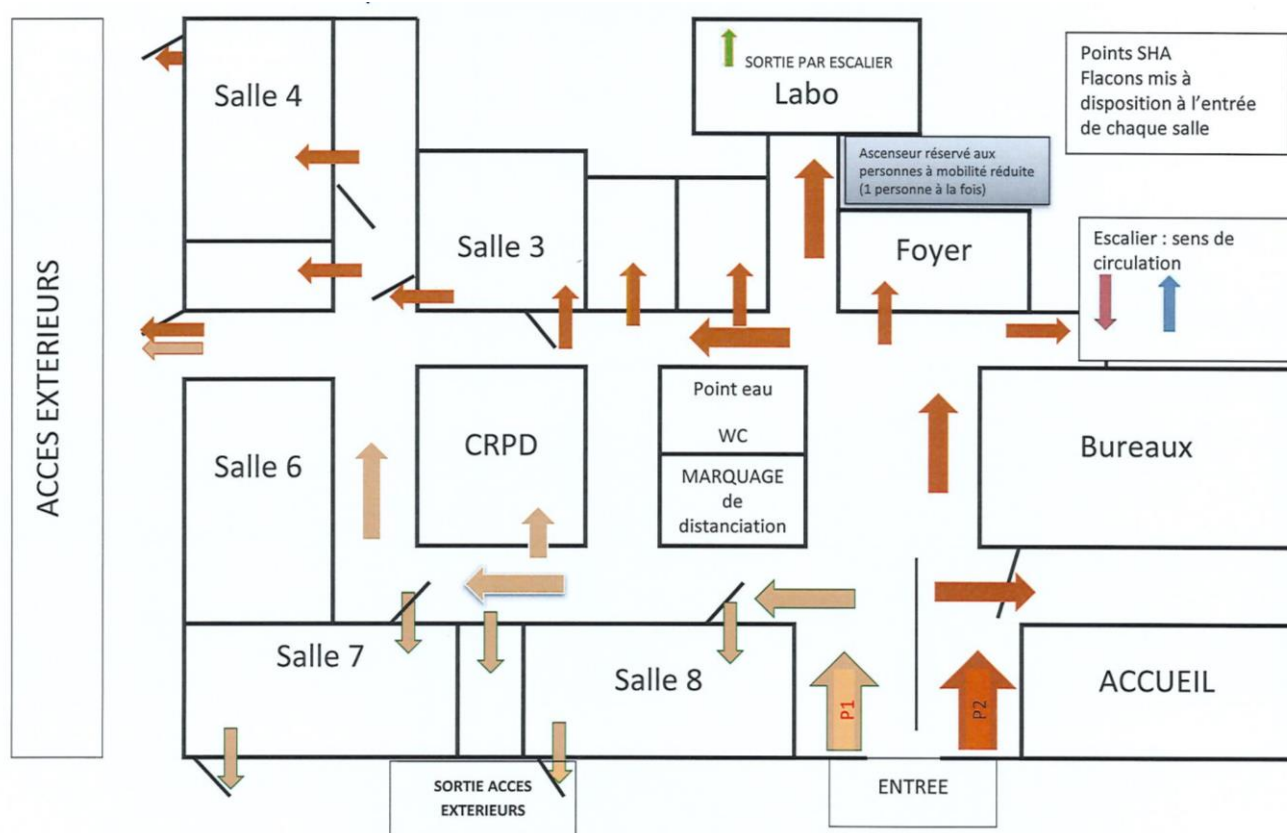 ACCES EXTERIEURS
Salle 4
SORTIE PAR ESCALIER
Labo
Points SHA
Flacons mis à
disposition à l'entrée
de chaque salle
Ascenseur réservé aux
personnes à mobilité réduite
(1 personne à la fois)
Salle 3
Foyer
Escalier : sens de
circulation
Salle 6
CRPD
Point eau
WC
MARQUAGE
de
distanciation
Bureaux
Salle 7
Salle 8
P1
P2
ACCUEIL
SORTIE ACCES
EXTERIEURS
ENTREE